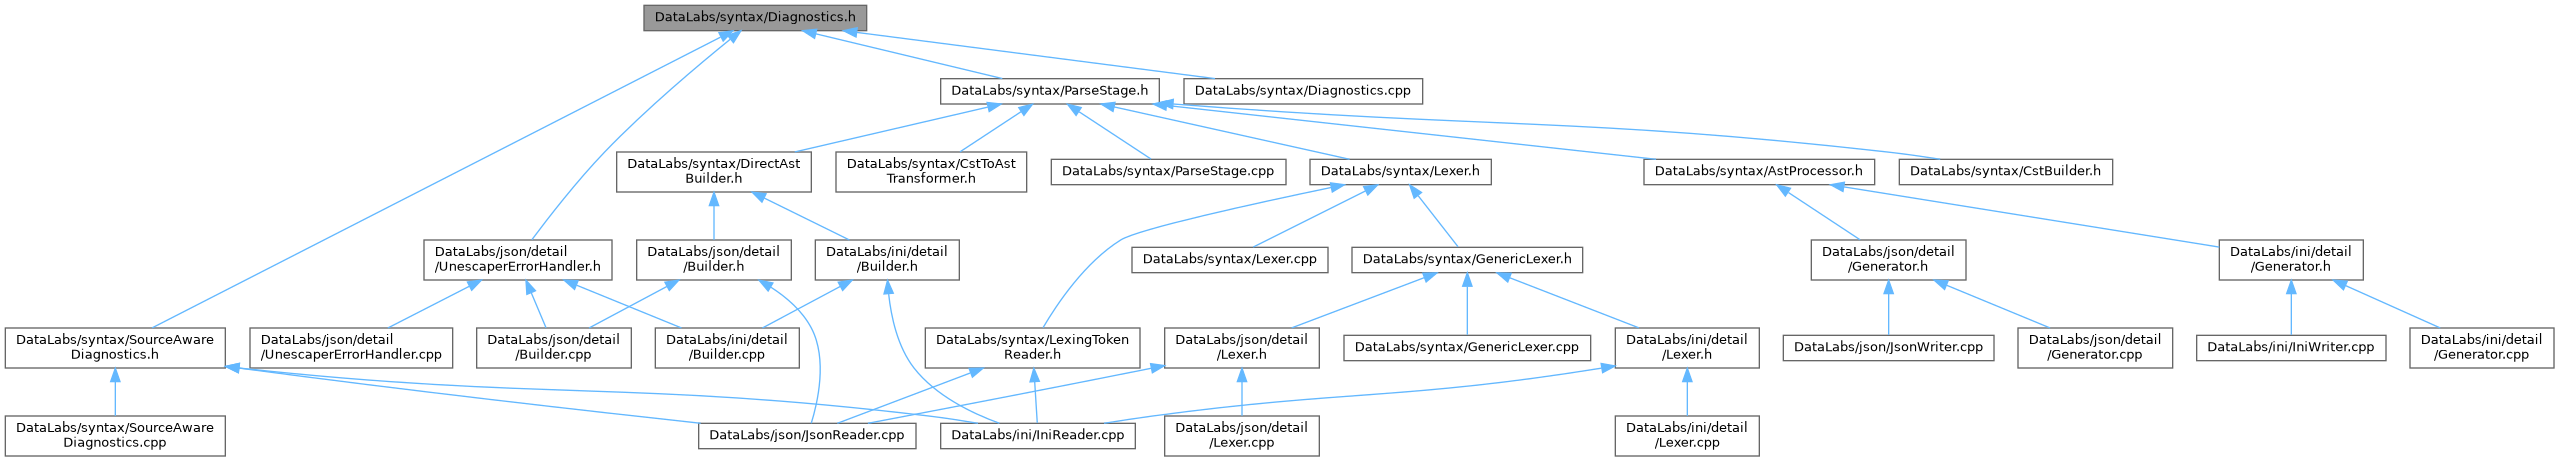 DataLabs/syntax/Diagnostics.h
DataLabs/syntax/ParseStage.h
DataLabs/syntax/Diagnostics.cpp
DataLabs/syntax/DirectAst
Builder.h
DataLabs/syntax/CstToAst
Transformer.h
DataLabs/syntax/ParseStage.cpp
DataLabs/syntax/Lexer.h
DataLabs/syntax/AstProcessor.h
DataLabs/syntax/CstBuilder.h
DataLabs/json/detail
/UnescaperErrorHandler.h
DataLabs/json/detail
/Builder.h
DataLabs/ini/detail
/Builder.h
DataLabs/syntax/Lexer.cpp
DataLabs/syntax/GenericLexer.h
DataLabs/json/detail
/Generator.h
DataLabs/ini/detail
/Generator.h
DataLabs/syntax/SourceAware
Diagnostics.h
DataLabs/json/detail
/UnescaperErrorHandler.cpp
DataLabs/json/detail
/Builder.cpp
DataLabs/ini/detail
/Builder.cpp
DataLabs/syntax/LexingToken
Reader.h
DataLabs/json/detail
/Lexer.h
DataLabs/syntax/GenericLexer.cpp
DataLabs/ini/detail
/Lexer.h
DataLabs/json/JsonWriter.cpp
DataLabs/json/detail
/Generator.cpp
DataLabs/ini/IniWriter.cpp
DataLabs/ini/detail
/Generator.cpp
DataLabs/syntax/SourceAware
Diagnostics.cpp
DataLabs/json/JsonReader.cpp
DataLabs/ini/IniReader.cpp
DataLabs/json/detail
/Lexer.cpp
DataLabs/ini/detail
/Lexer.cpp